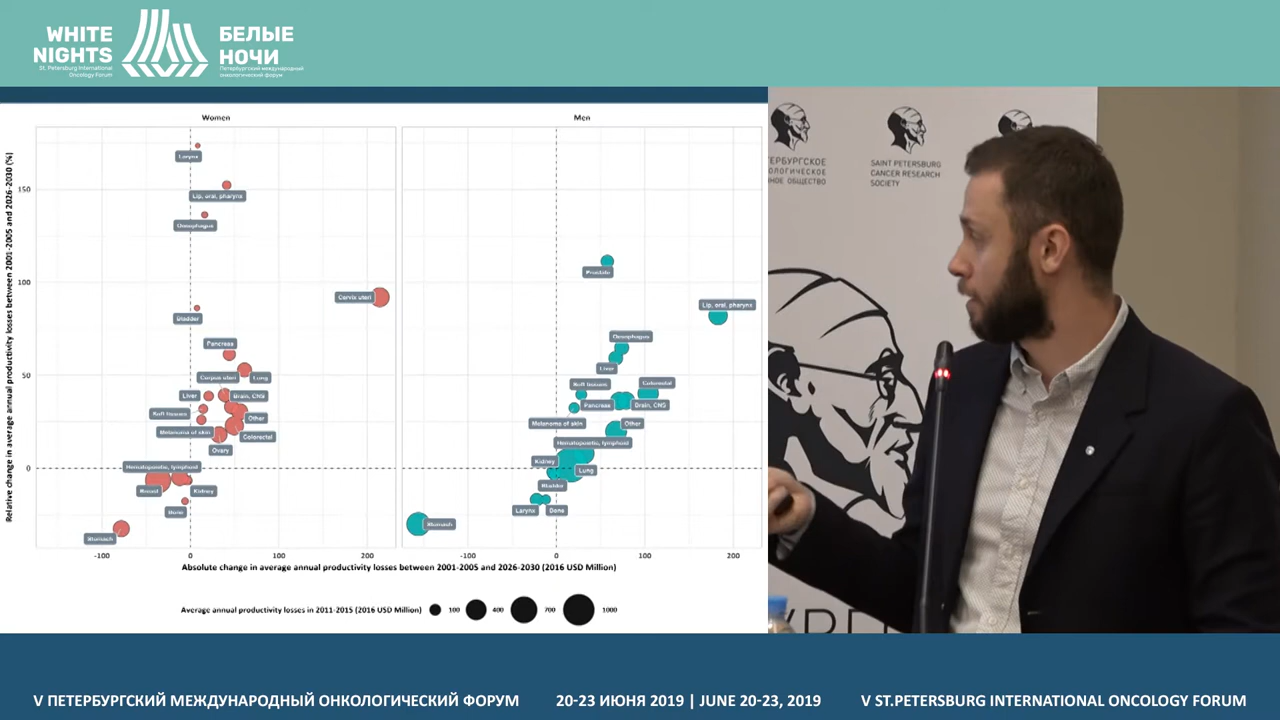 WHITE
NIGHTS
St. Petersburg International
Oncology Forum
БЕЛЫЕ
НОЧИ
Петербургский международный
онкологический форум
Women
Men
Relative change in average annual productivity losses between 2001-2005 and 2026-2030 (%)
150
100
50
0
Larynx
Lip, oral, pharynx
Oesophagus
Cervix uteri
Bladder
Pancreas
Corpus uteri
Lung
Liver
Brain, CNS
Soft tissues
Other
Melanoma of skin
Colorectal
Ovary
Hematopoietic, lymphoid
Breast
Kidney
Bone
Stomach
Prostate
Lip, oral, pharynx
Oesophagus
Liver
Soft tissues
Colorectal
Pancreas
Brain, CNS
Melanoma of skin
Other
Hematopoietic, lymphoid
Kidney
Lung
Bladder
Larynx
Bone
Stomach
-100
0
100
200
-100
0
100
200
Absolute change in average annual productivity losses between 2001-2005 and 2026-2030 (2016 USD Million)
Average annual productivity losses in 2011-2015 (2016 USD Million) 100 400 700 1000
ЕРБУРГСКОЕ
ОЛОГИЧЕСКОЕ
НОЕ ОБЩЕСТВО
SAINT PETERSBURG
CANCER RESEARCH
SOCIETY
V ПЕТЕРБУРГСКИЙ МЕЖДУНАРОДНЫЙ ОНКОЛОГИЧЕСКИЙ ФОРУМ
20-23 ИЮНЯ 2019 | JUNE 20-23, 2019
V ST.PETERSBURG INTERNATIONAL ONCOLOGY FORUM